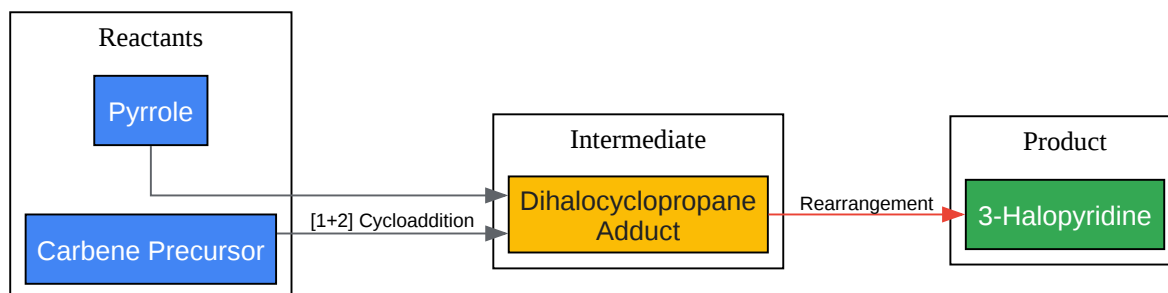 Reactants
Pyrrole
Carbene Precursor
[1+2] Cycloaddition
Intermediate
Dihalocyclopropane
Adduct
Rearrangement
Product
3-Halopyridine